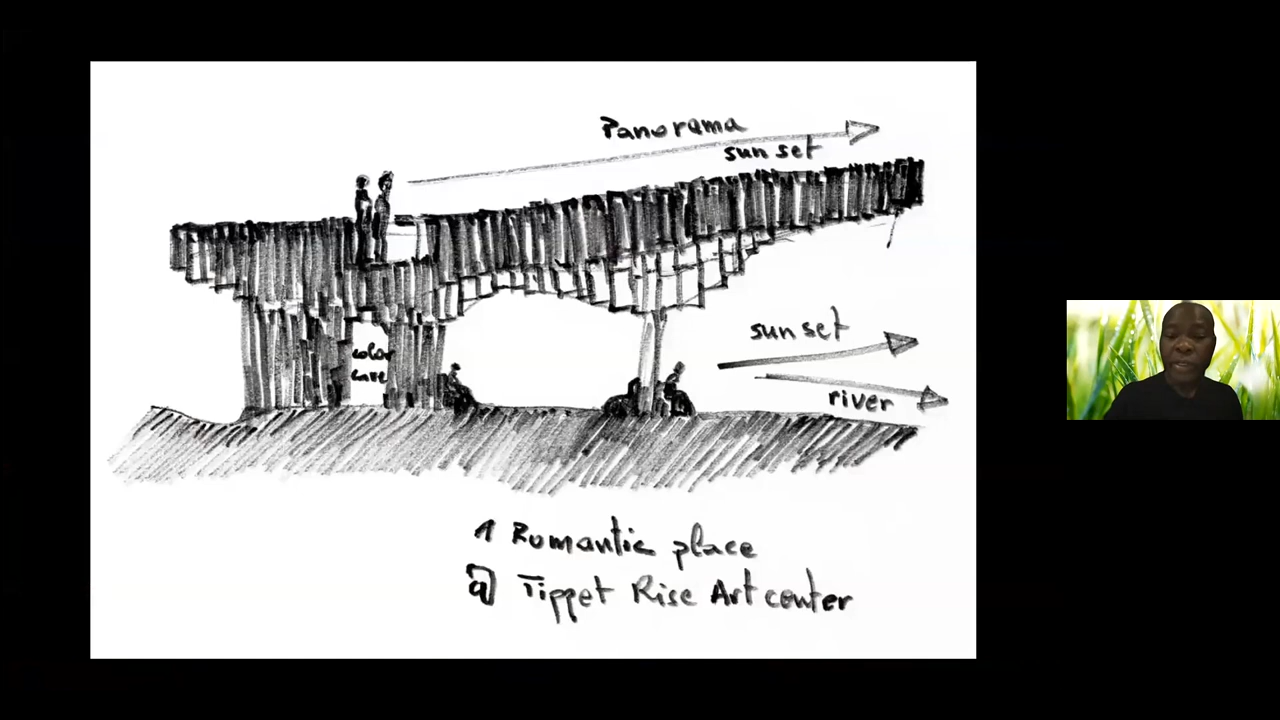 Panorama
sun set
color
cave
sun set
river
A Romantic place
@ Tippet Rise Art center